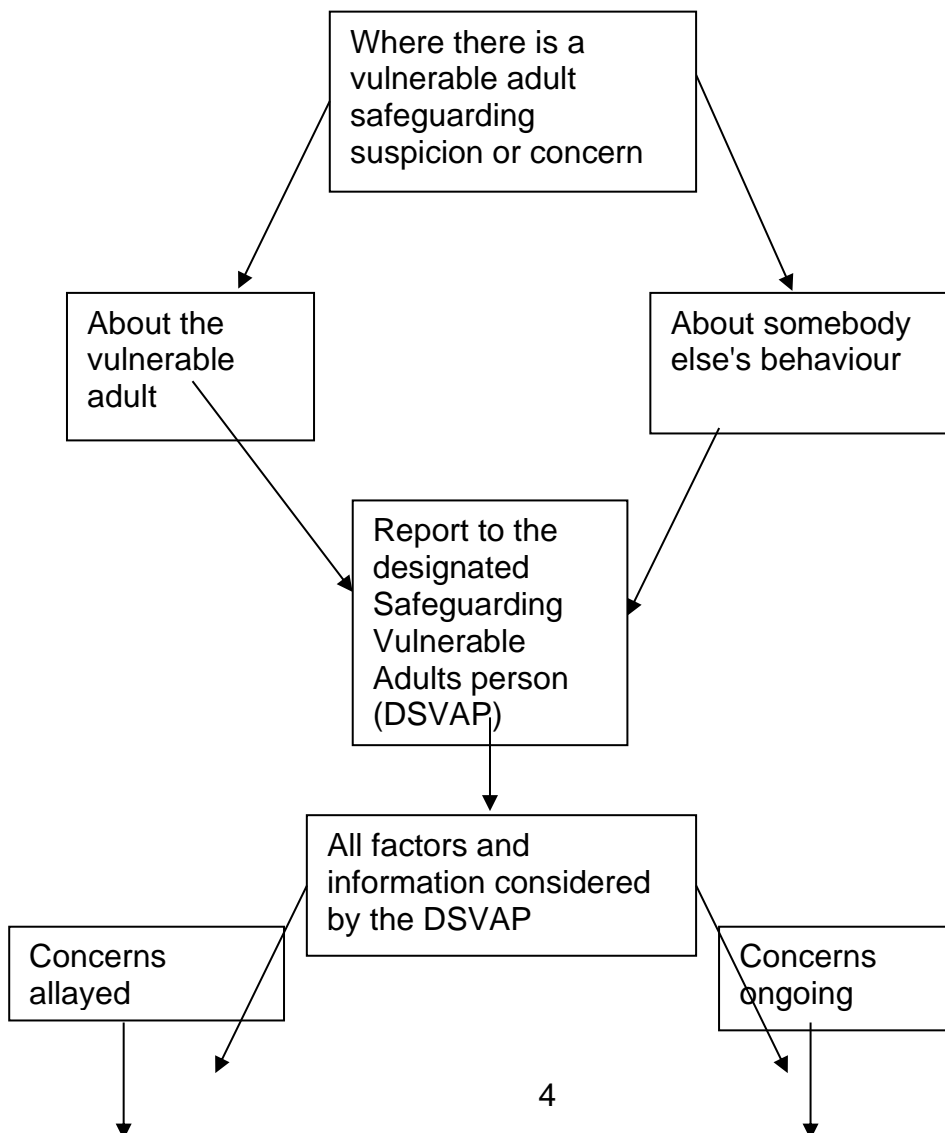 Where there is a
vulnerable adult
safeguarding
suspicion or concern
About the
vulnerable
adult
About somebody
else's behaviour
Report to the
designated
Safeguarding
Vulnerable
Adults person
(DSVAP)
All factors and
information considered
by the DSVAP
Concerns
allayed
Concerns
ongoing
4